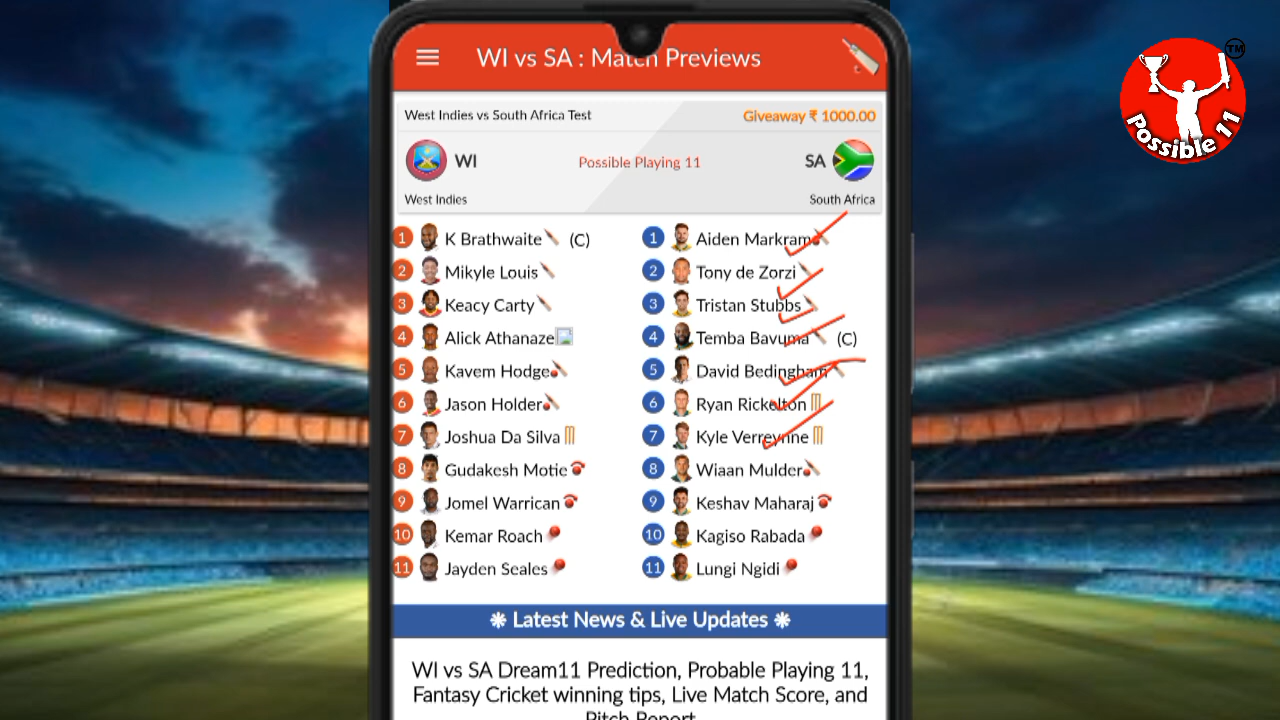 WI vs SA : Match Previews
West Indies vs South Africa Test
Giveaway ₹ 1000.00
WI
Possible Playing 11
SA
West Indies
South Africa
1 K Brathwaite (C)
2 Mikyle Louis
3 Keacy Carty
4 Alick Athanaze
5 Kavem Hodge
6 Jason Holder
7 Joshua Da Silva
8 Gudakesh Motie
9 Jomel Warrican
10 Kemar Roach
11 Jayden Seales
1 Aiden Markram
2 Tony de Zorzi
3 Tristan Stubbs
4 Temba Bavuma (C)
5 David Bedingham
6 Ryan Rickelton
7 Kyle Verreynne
8 Wiaan Mulder
9 Keshav Maharaj
10 Kagiso Rabada
11 Lungi Ngidi
❋ Latest News & Live Updates ❋
WI vs SA Dream11 Prediction, Probable Playing 11,
Fantasy Cricket winning tips, Live Match Score, and
Pitch Report
TM
Possible 11